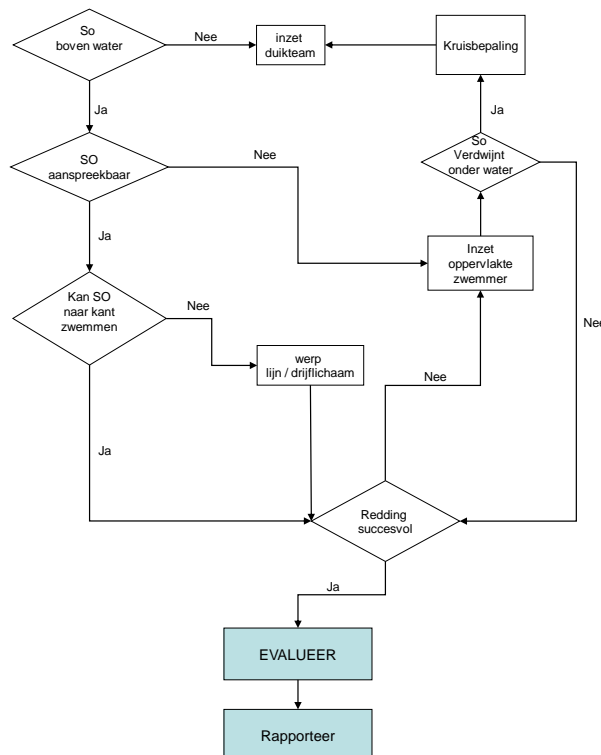 So
boven water
Nee
inzet
duikteam
Kruisbepaling
Ja
Ja
SO
aanspreekbaar
Nee
So
Verdwijnt
onder water
Ja
Inzet
oppervlakte
zwemmer
Kan SO
naar kant
zwemmen
Nee
Nee
werp
lijn / drijflichaam
Nee
Ja
Redding
succesvol
Ja
EVALUEER
Rapporteer